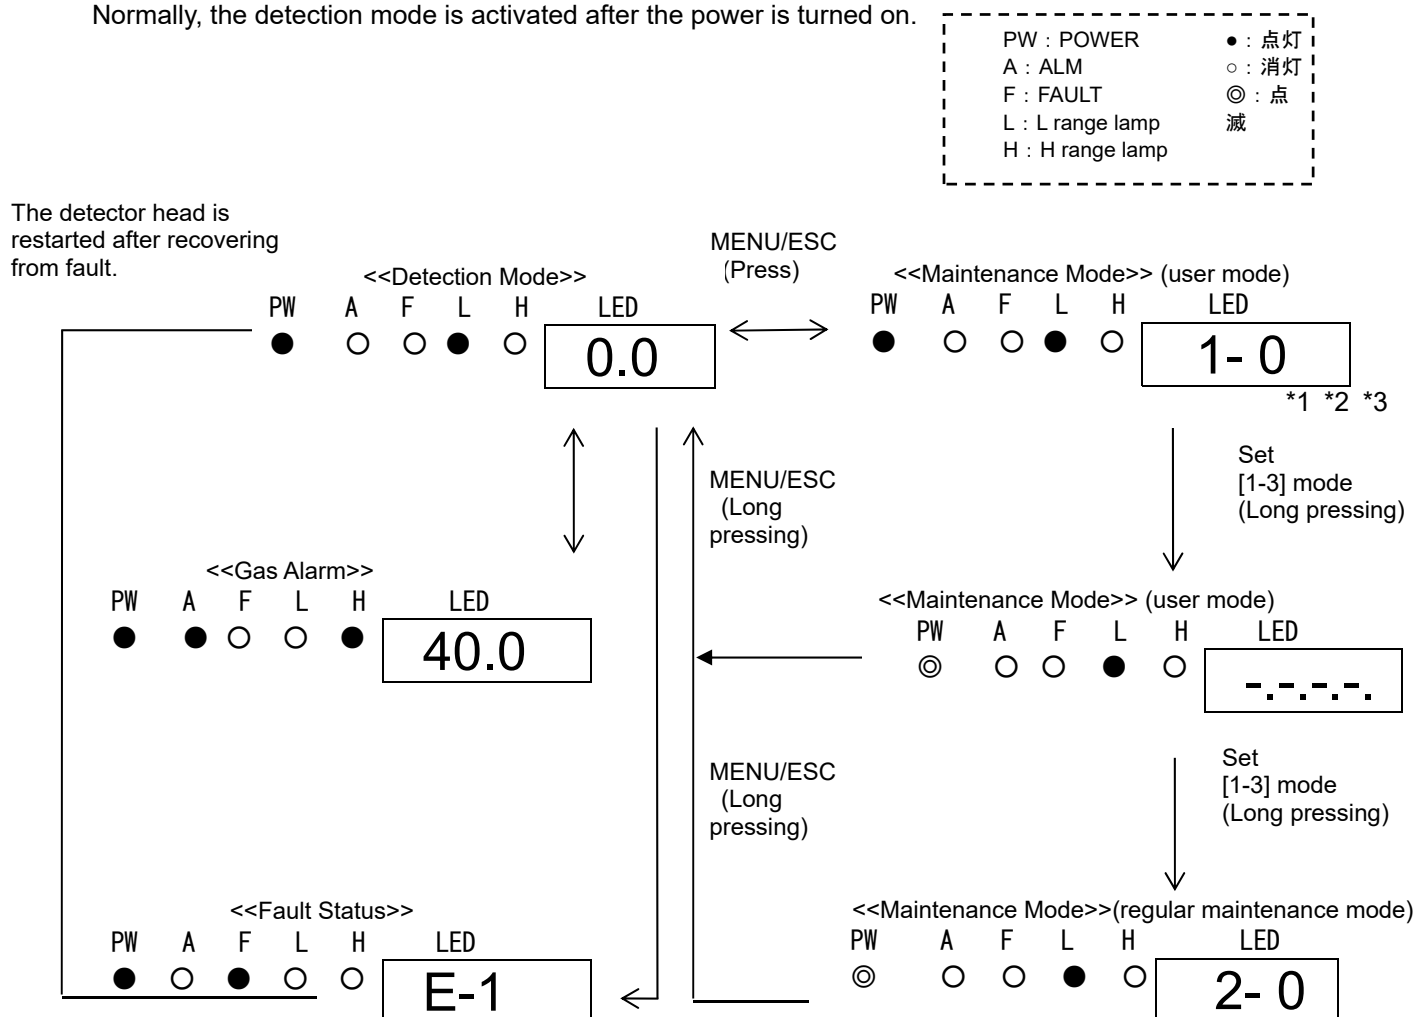 Normally, the detection mode is activated after the power is turned on.
PW：POWER ●：点灯
A：ALM ○：消灯
F：FAULT ◎：点
L：L range lamp 滅
H：H range lamp
The detector head is
restarted after recovering
from fault.
MENU/ESC
(Press)
<<Detection Mode>>
PW A F L H LED
● ○ ○ ● ○ 0.0
<<Maintenance Mode>> (user mode)
PW A F L H LED
● ○ ○ ● ○ 1- 0
*1 *2 *3
MENU/ESC
(Long
pressing)
Set
[1-3] mode
(Long pressing)
<<Gas Alarm>>
PW A F L H LED
● ● ○ ○ ● 40.0
<<Maintenance Mode>> (user mode)
PW A F L H LED
◎ ○ ○ ● ○ -.-.-.-.
MENU/ESC
(Long
pressing)
Set
[1-3] mode
(Long pressing)
<<Fault Status>>
PW A F L H LED
● ○ ● ○ ○ E-1
<<Maintenance Mode>>(regular maintenance mode)
PW A F L H LED
◎ ○ ○ ● ○ 2- 0